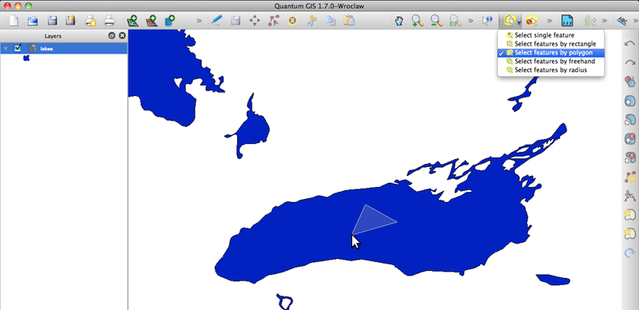 Quantum GIS 1.7.0-Wroclaw
Layers
lakes
Select single feature
Select features by rectangle
Select features by polygon
Select features by freehand
Select features by radius